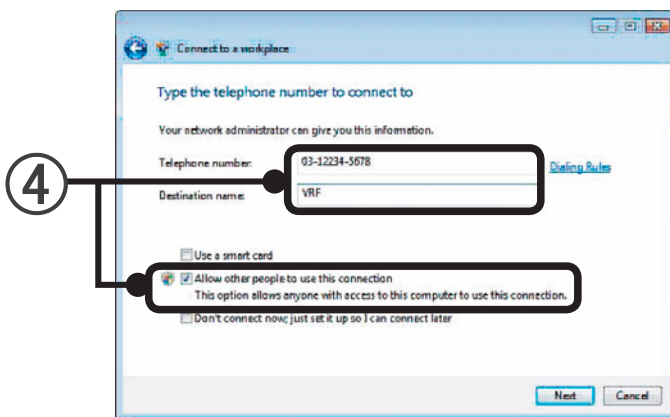 Connect to a workplace
Type the telephone number to connect to
Your network administrator can give you this information.
Telephone number: 03-12234-5678 Dialing Rules
④
Destination name: VRF
Use a smart card
Allow other people to use this connection
This option allows anyone with access to this computer to use this connection.
Don't connect now; just set it up so I can connect later
Next Cancel